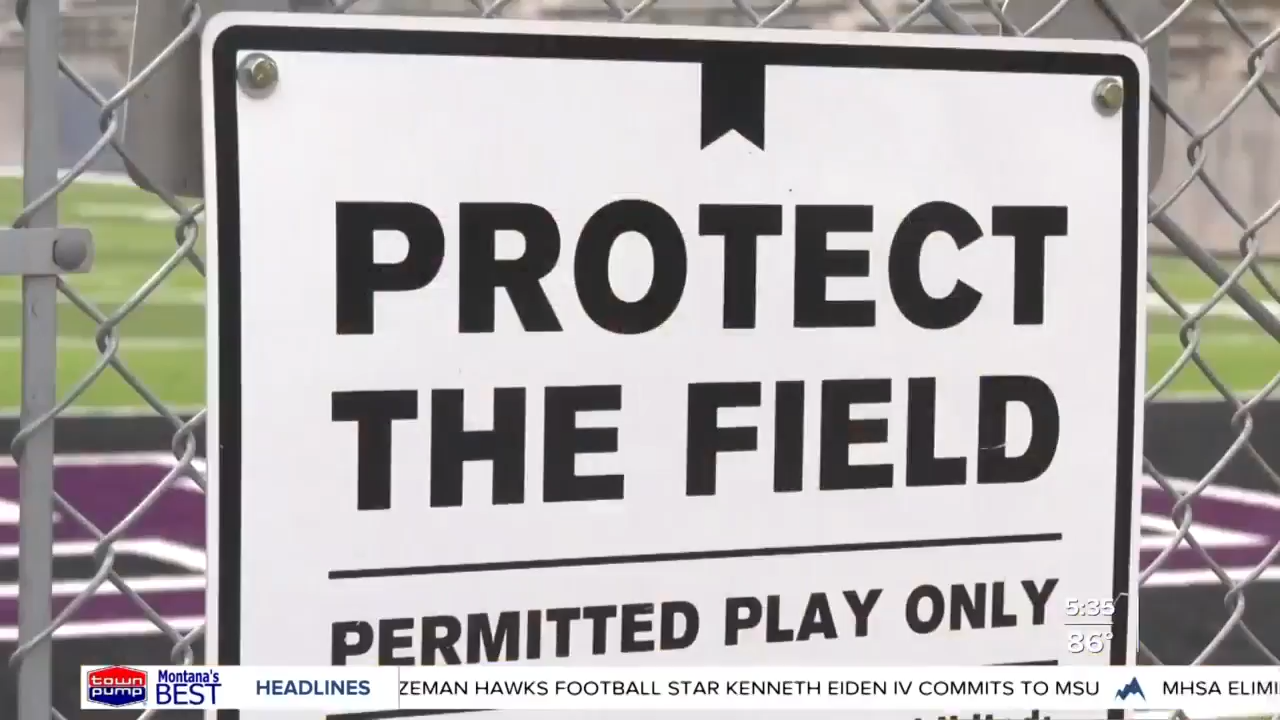 PROTECT
THE FIELD
PERMITTED PLAY ONLY
5:35
86°
town pump
Montana's
BEST
HEADLINES
ZEMAN HAWKS FOOTBALL STAR KENNETH EIDEN IV COMMITS TO MSU
MHSA ELIMI